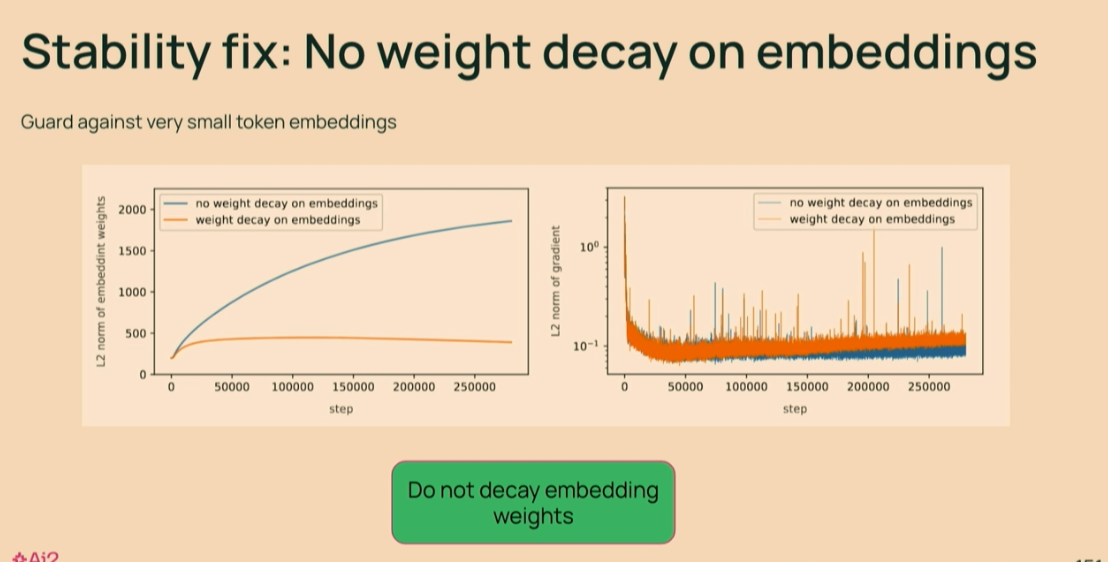 Stability fix: No weight decay on embeddings
Guard against very small token embeddings
L2 norm of embeddint weights
2000
1500
1000
500
0
no weight decay on embeddings
weight decay on embeddings
0 50000 100000 150000 200000 250000
step
L2 norm of gradient
10⁰
10⁻¹
no weight decay on embeddings
weight decay on embeddings
0 50000 100000 150000 200000 250000
step
Do not decay embedding
weights
Ai2